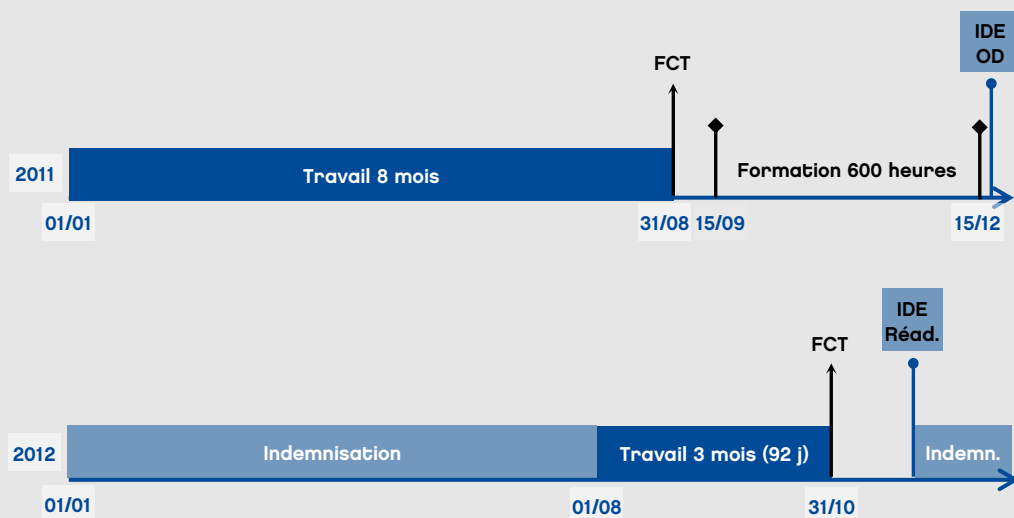 IDE
OD
FCT
2011
Travail 8 mois
Formation 600 heures
01/01
31/08
15/09
15/12
IDE
Réad.
FCT
2012
Indemnisation
Travail 3 mois (92 j)
Indemn.
01/01
01/08
31/10